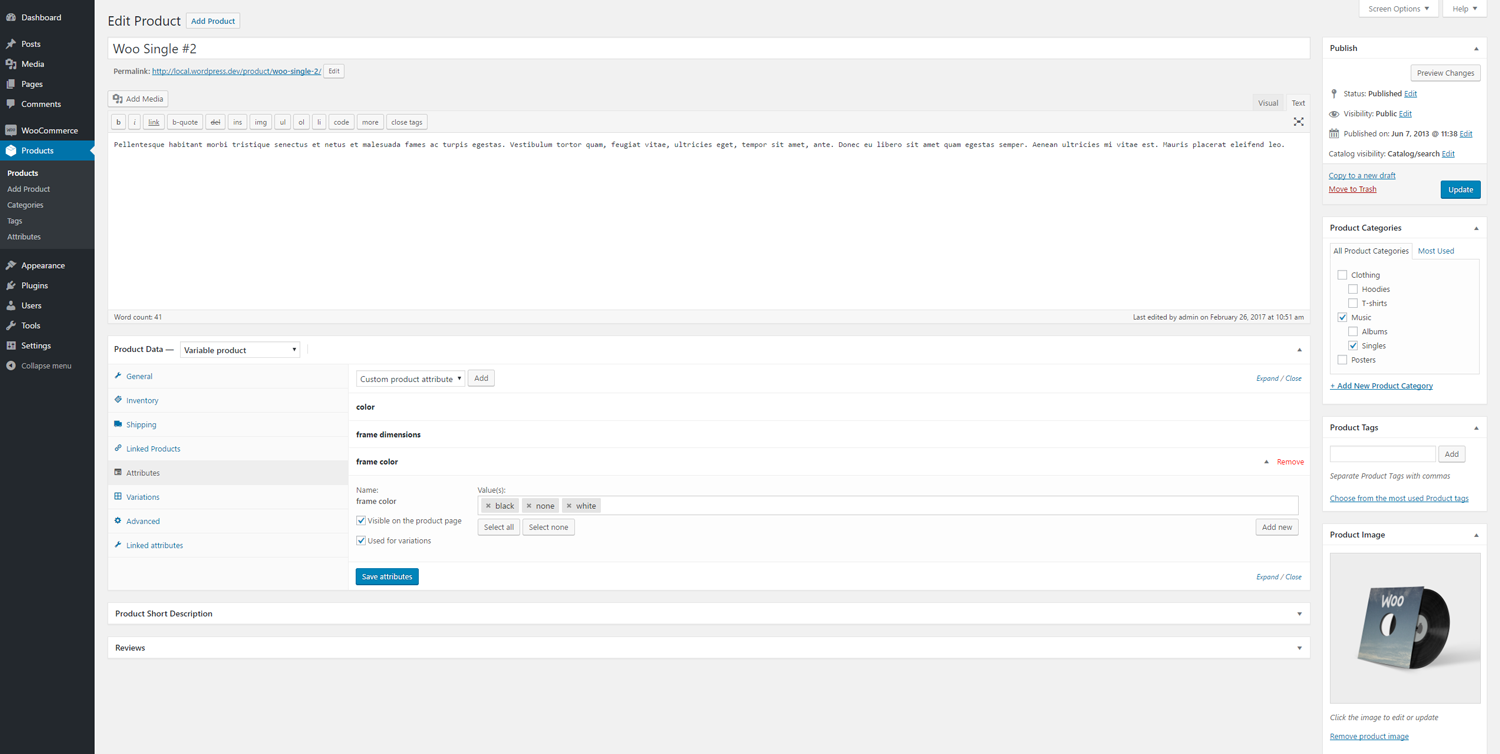 Dashboard
Posts
Media
Pages
Comments
WooCommerce
Products
Products
Add Product
Categories
Tags
Attributes
Appearance
Plugins
Users
Tools
Settings
Collapse menu
Screen Options ▼
Help ▼
Edit Product Add Product
Woo Single #2
Permalink: http://local.wordpress.dev/product/woo-single-2/ Edit
Add Media
Visual Text
b i link b-quote del ins img ul ol li code more close tags
Pellentesque habitant morbi tristique senectus et netus et malesuada fames ac turpis egestas. Vestibulum tortor quam, feugiat vitae, ultricies eget, tempor sit amet, ante. Donec eu libero sit amet quam egestas semper. Aenean ultricies mi vitae est. Mauris placerat eleifend leo.
Word count: 41
Last edited by admin on February 26, 2017 at 10:51 am
Product Data — Variable product
General
Inventory
Shipping
Linked Products
Attributes
Variations
Advanced
Linked attributes
Custom product attribute Add
Expand / Close
color
frame dimensions
frame color
Remove
Name:
frame color
Visible on the product page
Used for variations
Value(s):
× black × none × white
Select all Select none
Add new
Save attributes
Expand / Close
Product Short Description
Reviews
Publish
Preview Changes
Status: Published Edit
Visibility: Public Edit
Published on: Jun 7, 2013 @ 11:38 Edit
Catalog visibility: Catalog/search Edit
Copy to a new draft
Move to Trash
Update
Product Categories
All Product Categories Most Used
Clothing
Hoodies
T-shirts
Music
Albums
Singles
Posters
+ Add New Product Category
Product Tags
Add
Separate Product Tags with commas
Choose from the most used Product tags
Product Image
WOO
Click the image to edit or update
Remove product image